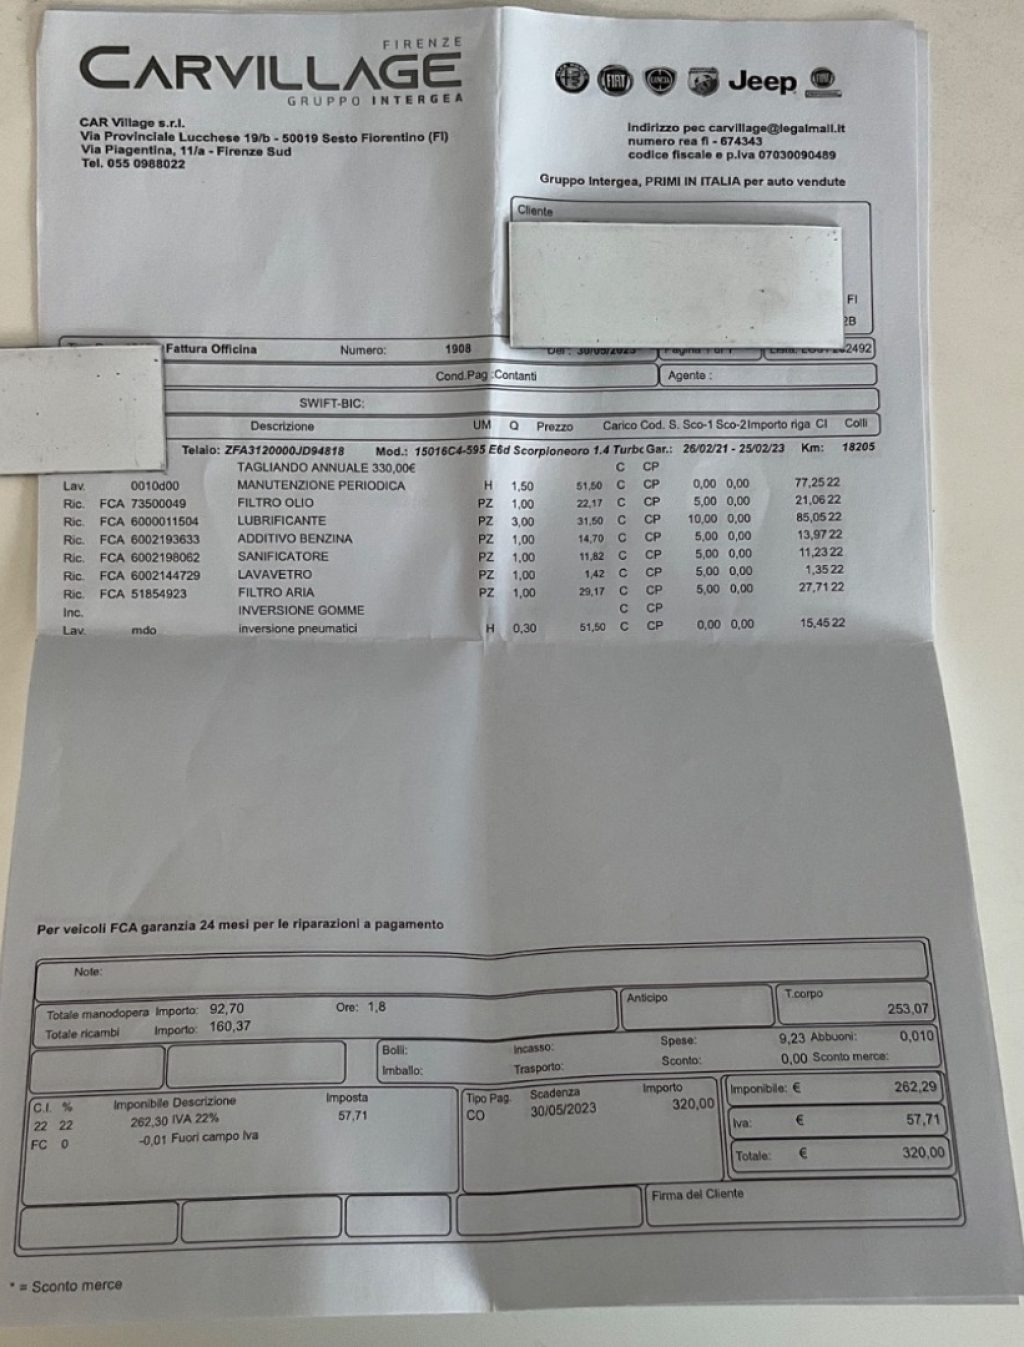 FIRENZE
CARVILLAGE
GRUPPO INTERGEA
FIAT LANCIA Jeep
CAR Village s.r.l.
Via Provinciale Lucchese 19/b - 50019 Sesto Fiorentino (FI)
Via Piagentina, 11/a - Firenze Sud
Tel. 055 0988022
Indirizzo pec carvillage@legalmail.it
numero rea fi - 674343
codice fiscale e p.iva 07030090489
Gruppo Intergea, PRIMI IN ITALIA per auto vendute
Cliente
FI
2B
Fattura Officina Numero: 1908 Del : 30/05/2023 Pagina 1 di 1 2492
Cond.Pag :Contanti Agente :
SWIFT-BIC:
Descrizione UM Q Prezzo Carico Cod. S. Sco-1 Sco-2 Importo riga CI Colli
Telaio: ZFA3120000JD94818 Mod.: 15016C4-595 E6d Scorpioneoro 1.4 Turbo Gar.: 26/02/21 - 25/02/23 Km: 18205
TAGLIANDO ANNUALE 330,00€ C CP
Lav. 0010d00 MANUTENZIONE PERIODICA H 1,50 51,50 C CP 0,00 0,00 77,25 22
Ric. FCA 73500049 FILTRO OLIO PZ 1,00 22,17 C CP 5,00 0,00 21,06 22
Ric. FCA 6000011504 LUBRIFICANTE PZ 3,00 31,50 C CP 10,00 0,00 85,05 22
Ric. FCA 6002193633 ADDITIVO BENZINA PZ 1,00 14,70 C CP 5,00 0,00 13,97 22
Ric. FCA 6002198062 SANIFICATORE PZ 1,00 11,82 C CP 5,00 0,00 11,23 22
Ric. FCA 6002144729 LAVAVETRO PZ 1,00 1,42 C CP 5,00 0,00 1,35 22
Ric. FCA 51854923 FILTRO ARIA PZ 1,00 29,17 C CP 5,00 0,00 27,71 22
Inc. INVERSIONE GOMME C CP
Lav. mdo inversione pneumatici H 0,30 51,50 C CP 0,00 0,00 15,45 22
Per veicoli FCA garanzia 24 mesi per le riparazioni a pagamento
Note:
Totale manodopera Importo: 92,70 Ore: 1,8 Anticipo T.corpo
Totale ricambi Importo: 160,37 253,07
Bolli: Incasso: Spese: 9,23 Abbuoni: 0,010
Imballo: Trasporto: Sconto: 0,00 Sconto merce:
C.I. % Imponibile Descrizione Imposta Tipo Pag. Scadenza Importo Imponibile: € 262,29
22 22 262,30 IVA 22% 57,71 CO 30/05/2023 320,00 Iva: € 57,71
FC 0 -0,01 Fuori campo Iva Totale: € 320,00
Firma del Cliente
* = Sconto merce